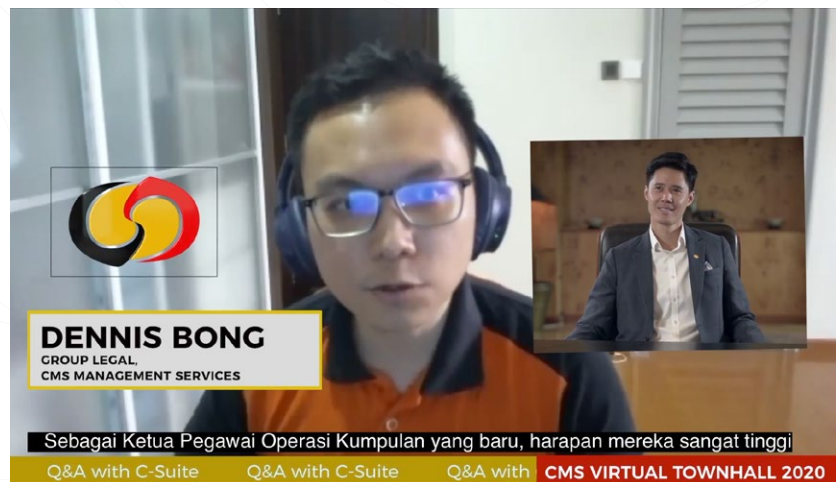 DENNIS BONG
GROUP LEGAL,
CMS MANAGEMENT SERVICES
Sebagai Ketua Pegawai Operasi Kumpulan yang baru, harapan mereka sangat tinggi
Q&A with C-Suite Q&A with C-Suite Q&A with CMS VIRTUAL TOWNHALL 2020